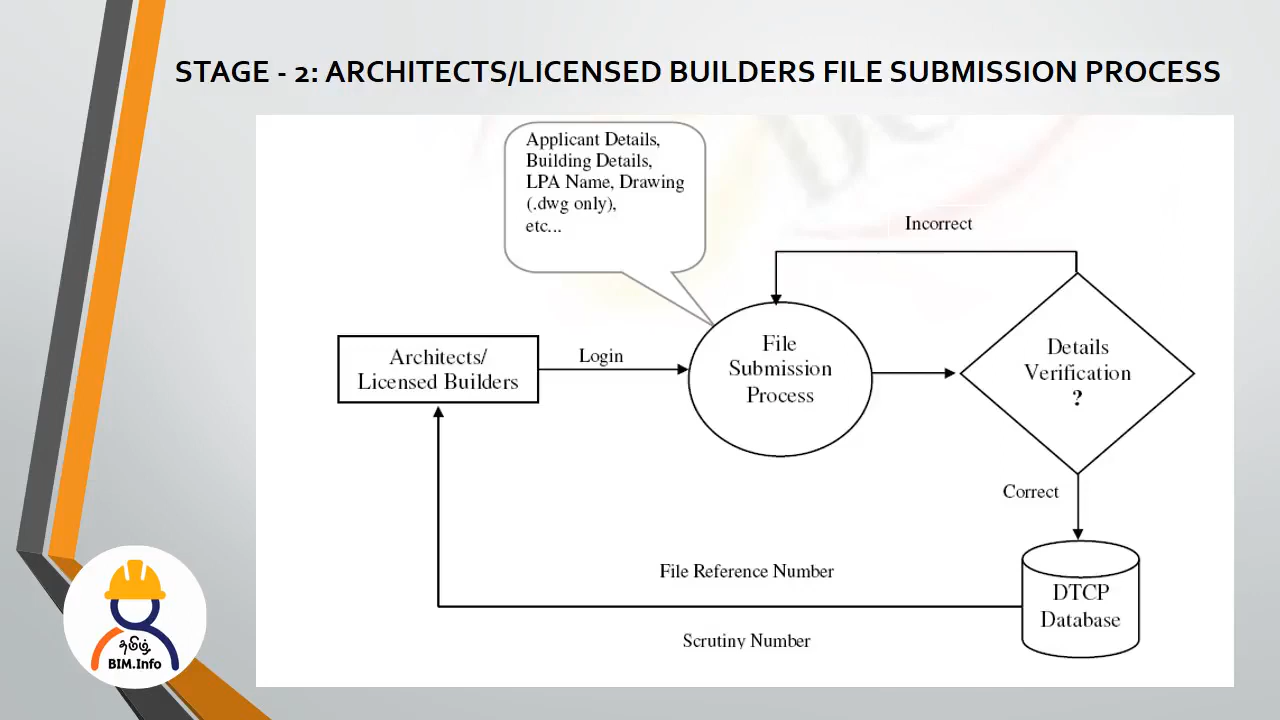 STAGE - 2: ARCHITECTS/LICENSED BUILDERS FILE SUBMISSION PROCESS
Applicant Details,
Building Details,
LPA Name, Drawing
(.dwg only),
etc...
Incorrect
Architects/
Licensed Builders
Login
File
Submission
Process
Details
Verification
?
Correct
File Reference Number
DTCP
Database
Scrutiny Number
தமிழ்
BIM.Info